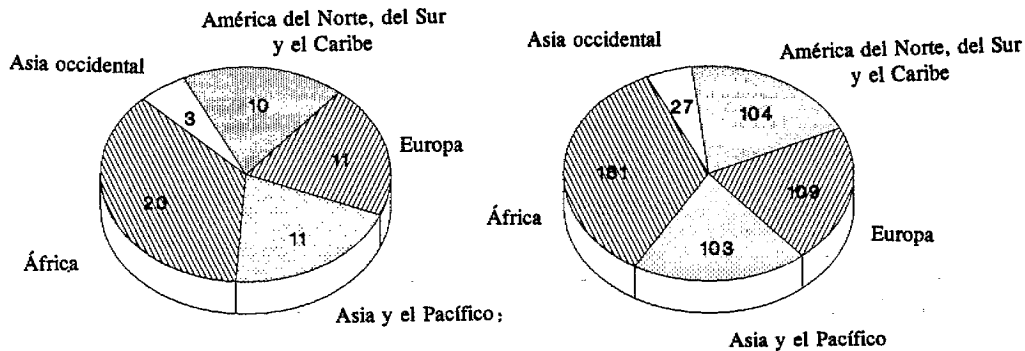 América del Norte, del Sur
y el Caribe
Asia occidental
10
3
Europa
11
20
11
África
Asia y el Pacífico;
Asia occidental
América del Norte, del Sur
y el Caribe
27
104
181
109
África
Europa
103
Asia y el Pacífico